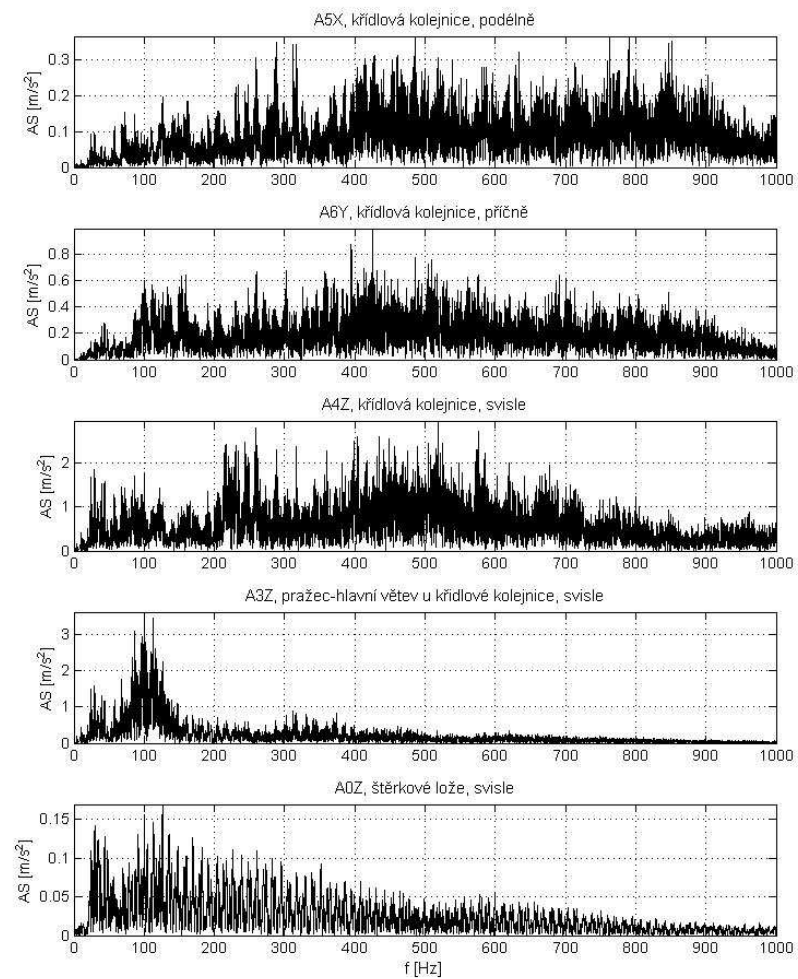 A5X, křídlová kolejnice, podélně
AS [m/s²]
0.3
0.2
0.1
0
0 100 200 300 400 500 600 700 800 900 1000
A6Y, křídlová kolejnice, příčně
AS [m/s²]
0.8
0.6
0.4
0.2
0
0 100 200 300 400 500 600 700 800 900 1000
A4Z, křídlová kolejnice, svisle
AS [m/s²]
2
1
0
0 100 200 300 400 500 600 700 800 900 1000
A3Z, pražec-hlavní větev u křídlové kolejnice, svisle
AS [m/s²]
3
2
1
0
0 100 200 300 400 500 600 700 800 900 1000
A0Z, štěrkové lože, svisle
AS [m/s²]
0.15
0.1
0.05
0
0 100 200 300 400 500 600 700 800 900 1000
f [Hz]